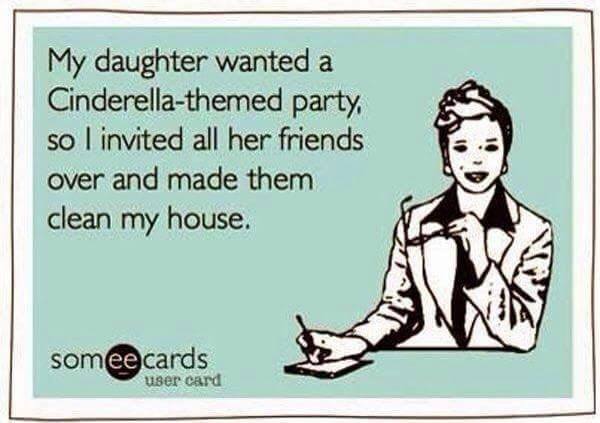 My daughter wanted a
Cinderella-themed party,
so I invited all her friends
over and made them
clean my house.
someecards
user card